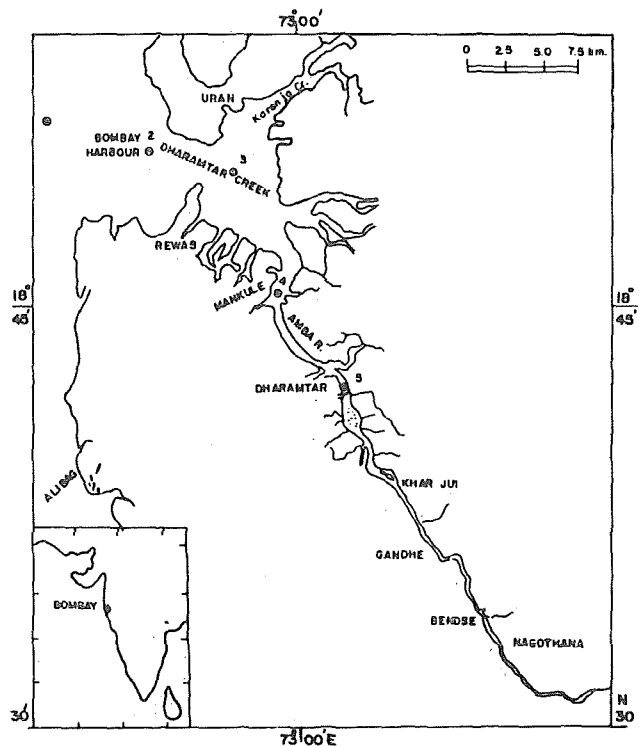 73°00'
0 2.5 5.0 7.5 km.
URAN
Karanja Cr.
BOMBAY 2
HARBOUR
DHARAMTAR CREEK
3
REWAS
MANKULE
4
18°
45'
18°
45'
AMBA R.
DHARAMTAR
5
ALIBAG
KHAR JUI
GANDHE
BOMBAY
BENDSE
NAGOTHANA
30'
N
30
73°00'E